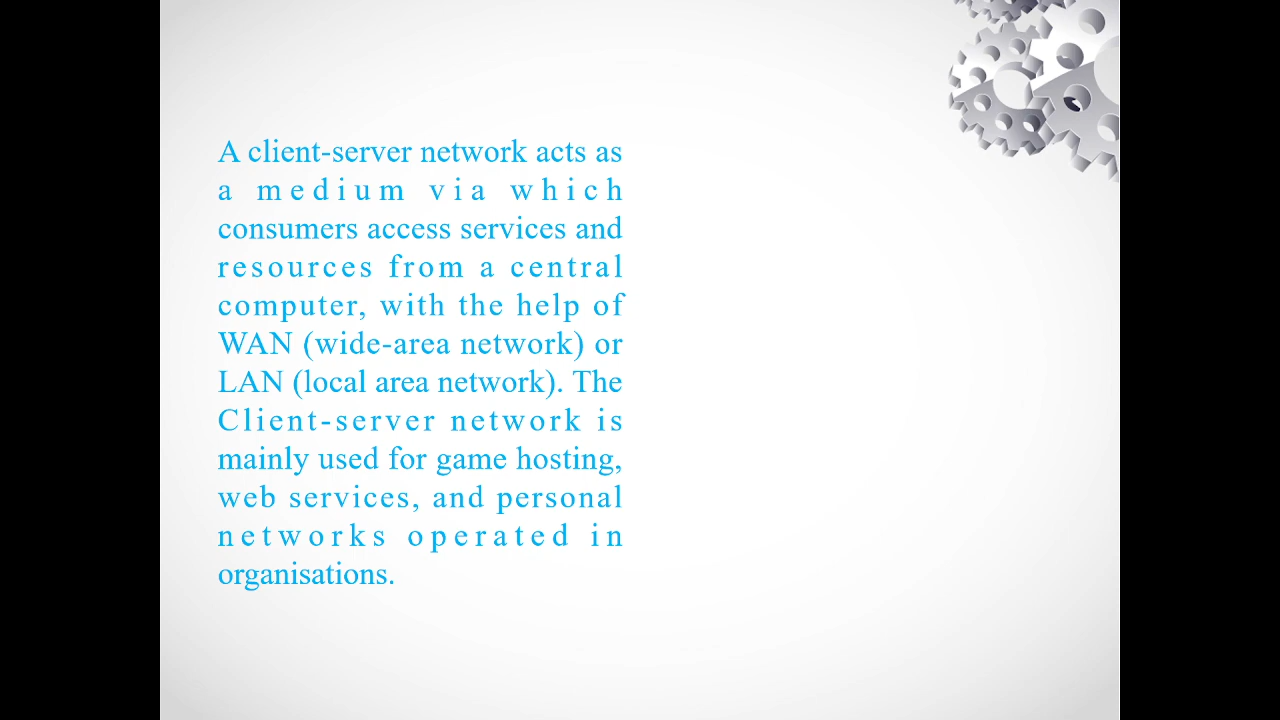 A client-server network acts as
a medium via which
consumers access services and
resources from a central
computer, with the help of
WAN (wide-area network) or
LAN (local area network). The
Client-server network is
mainly used for game hosting,
web services, and personal
networks operated in
organisations.